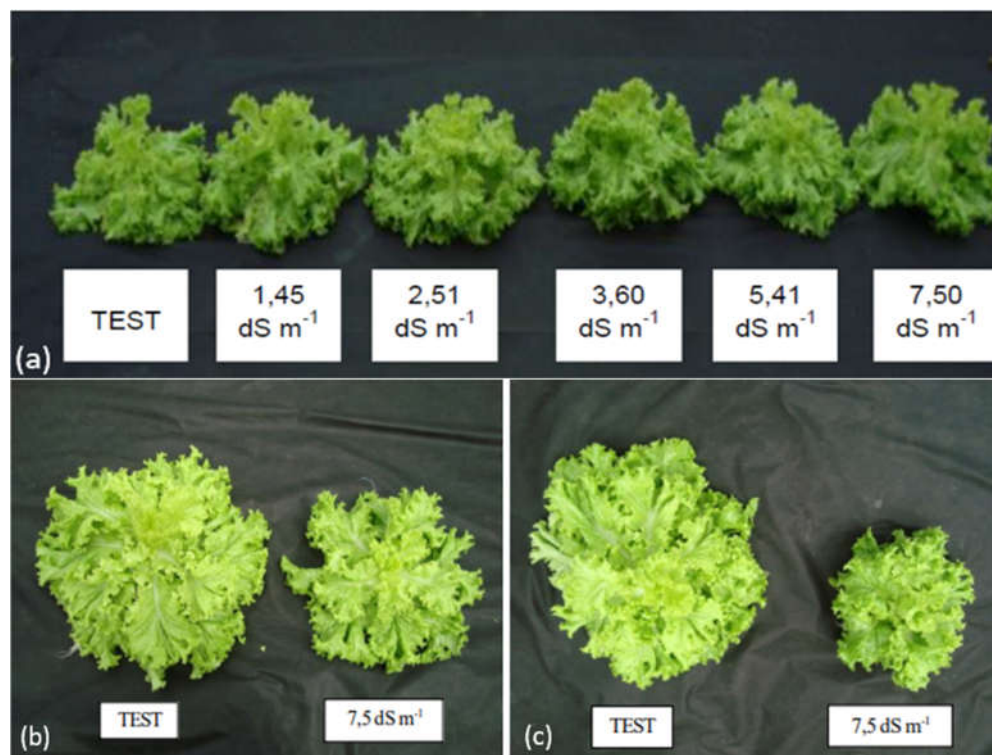 TEST
1,45
dS m⁻¹
2,51
dS m⁻¹
3,60
dS m⁻¹
5,41
dS m⁻¹
7,50
dS m⁻¹
(a)
TEST
7,5 dS m⁻¹
(b)
TEST
7,5 dS m⁻¹
(c)